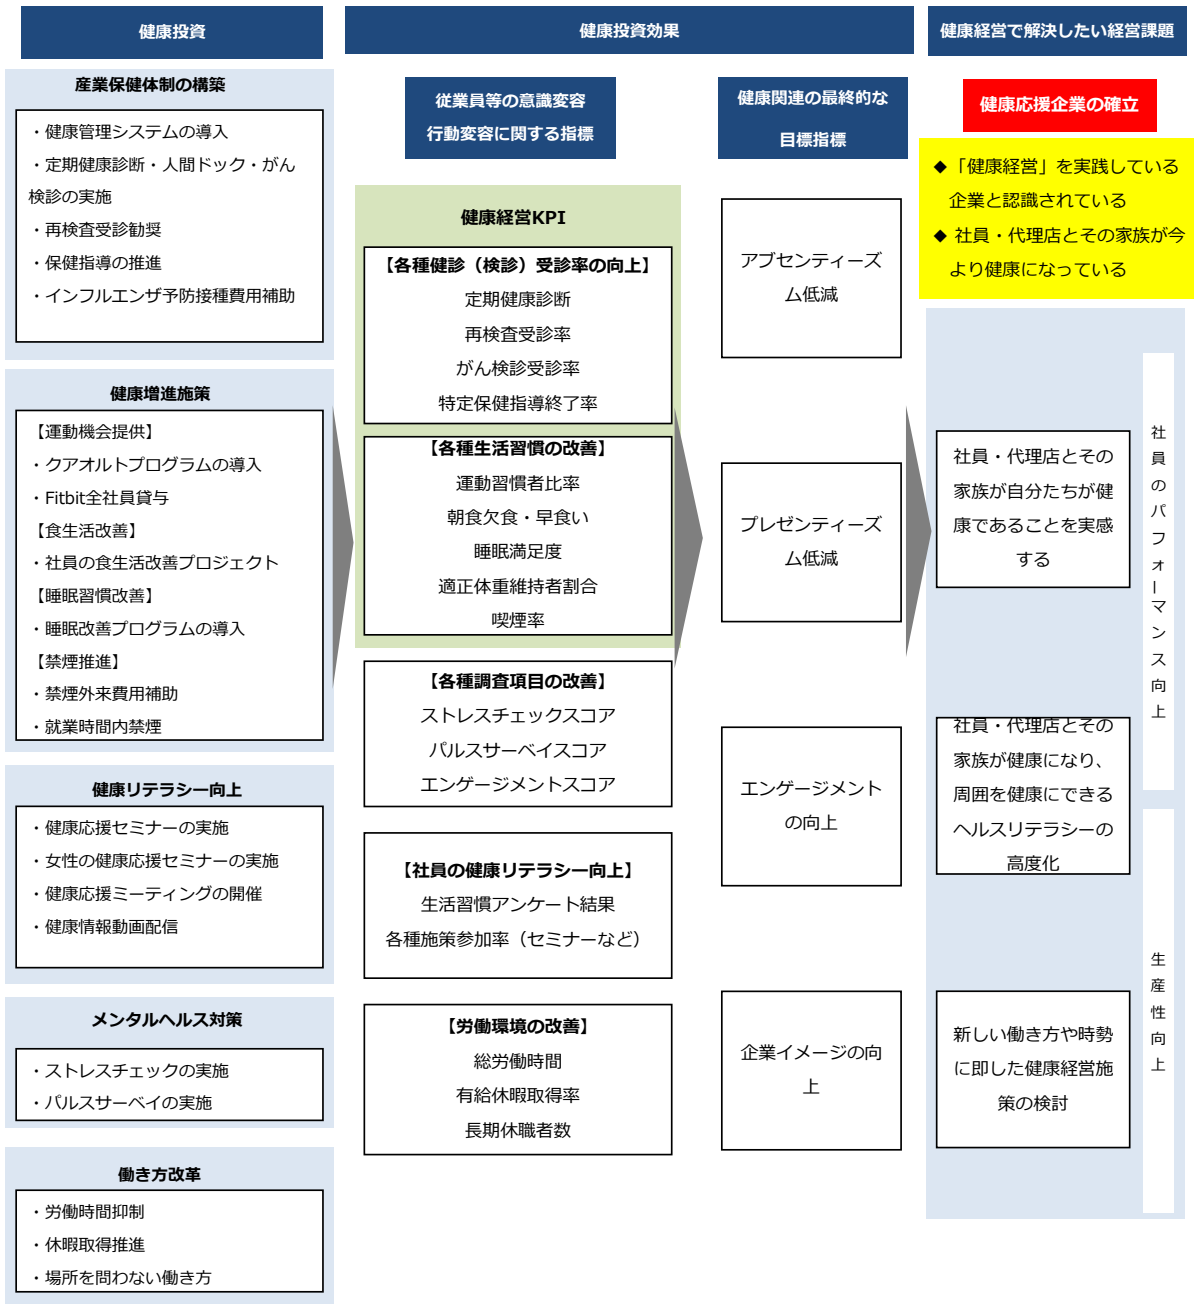 健康投資
産業保健体制の構築
・健康管理システムの導入
・定期健康診断・人間ドック・がん
検診の実施
・再検査受診勧奨
・保健指導の推進
・インフルエンザ予防接種費用補助
健康増進施策
【運動機会提供】
・クアオルトプログラムの導入
・Fitbit全社員貸与
【食生活改善】
・社員の食生活改善プロジェクト
【睡眠習慣改善】
・睡眠改善プログラムの導入
【禁煙推進】
・禁煙外来費用補助
・就業時間内禁煙
健康リテラシー向上
・健康応援セミナーの実施
・女性の健康応援セミナーの実施
・健康応援ミーティングの開催
・健康情報動画配信
メンタルヘルス対策
・ストレスチェックの実施
・パルスサーベイの実施
働き方改革
・労働時間抑制
・休暇取得推進
・場所を問わない働き方
健康投資効果
従業員等の意識変容
行動変容に関する指標
健康経営KPI
【各種健診（検診）受診率の向上】
定期健康診断
再検査受診率
がん検診受診率
特定保健指導終了率
【各種生活習慣の改善】
運動習慣者比率
朝食欠食・早食い
睡眠満足度
適正体重維持者割合
喫煙率
【各種調査項目の改善】
ストレスチェックスコア
パルスサーベイスコア
エンゲージメントスコア
【社員の健康リテラシー向上】
生活習慣アンケート結果
各種施策参加率（セミナーなど）
【労働環境の改善】
総労働時間
有給休暇取得率
長期休職者数
健康関連の最終的な
目標指標
アブセンティーズ
ム低減
プレゼンティーズ
ム低減
エンゲージメント
の向上
企業イメージの向
上
健康経営で解決したい経営課題
健康応援企業の確立
◆「健康経営」を実践している
企業と認識されている
◆ 社員・代理店とその家族が今
より健康になっている
社員・代理店とその
家族が自分たちが健
康であることを実感
する
社員・代理店とその
家族が健康になり、
周囲を健康にできる
ヘルスリテラシーの
高度化
新しい働き方や時勢
に即した健康経営施
策の検討
社員のパフォーマンス向上
生産性向上